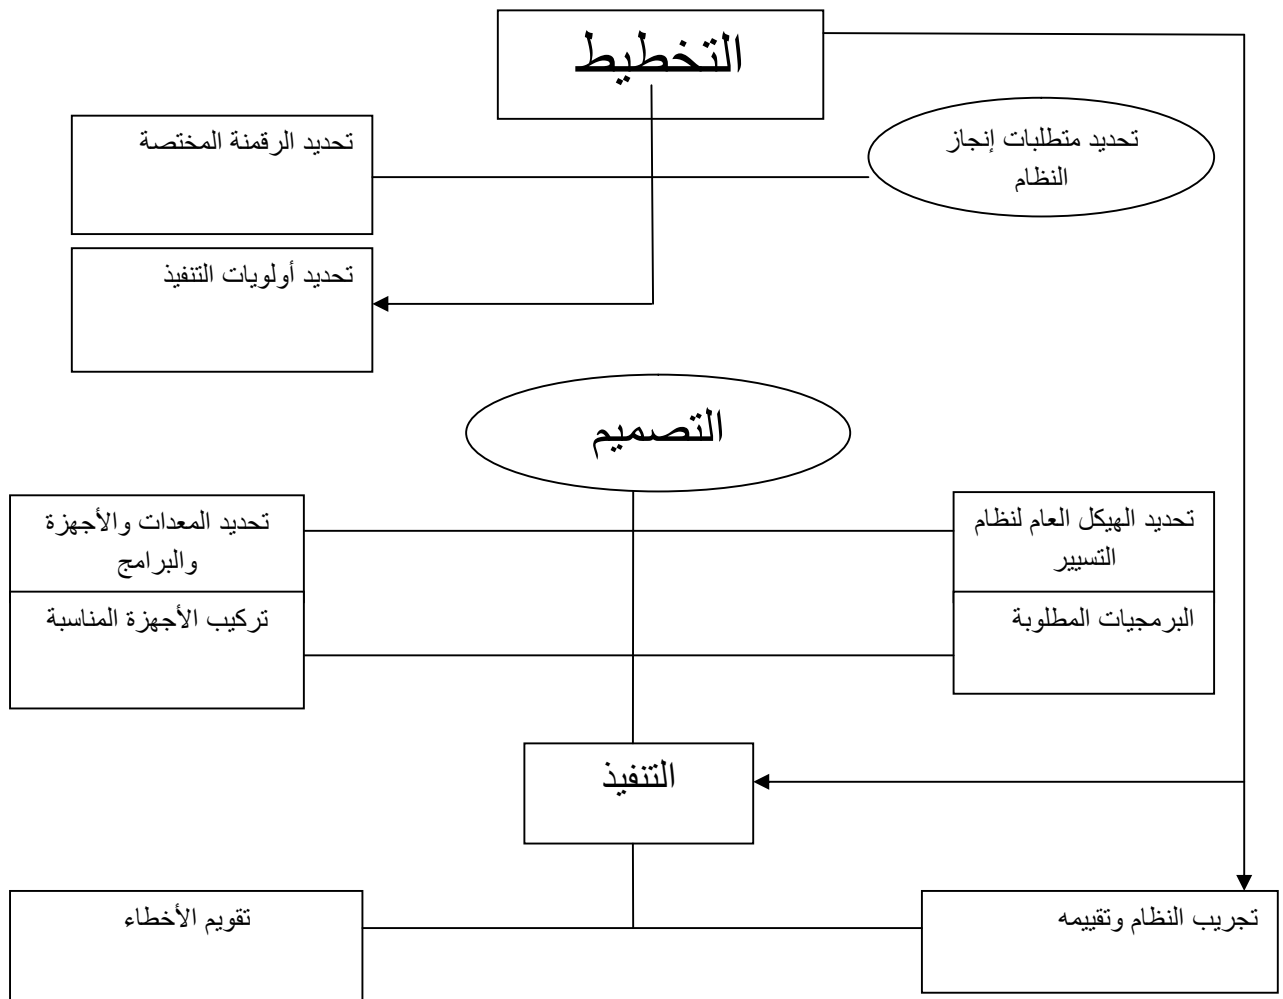 التخطيط
تحديد متطلبات إنجاز
النظام
تحديد الرقمنة المختصة
تحديد أولويات التنفيذ
التصميم
تحديد الهيكل العام لنظام
التسيير
تحديد المعدات والأجهزة
والبرامج
البرمجيات المطلوبة
تركيب الأجهزة المناسبة
التنفيذ
تجريب النظام وتقييمه
تقويم الأخطاء